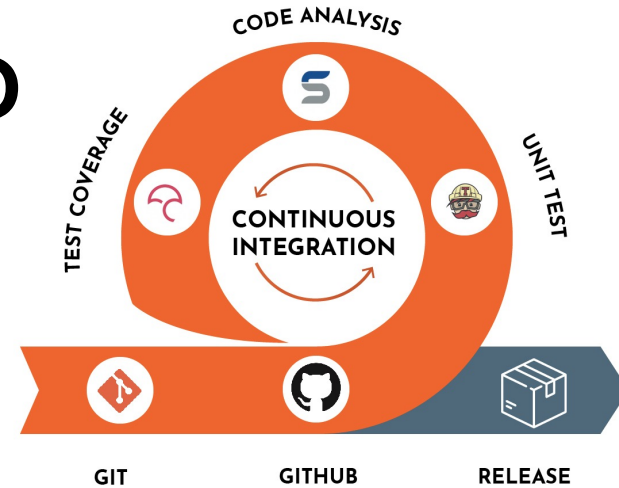 CODE ANALYSIS
TEST COVERAGE
UNIT TEST
CONTINUOUS
INTEGRATION
GIT
GITHUB
RELEASE